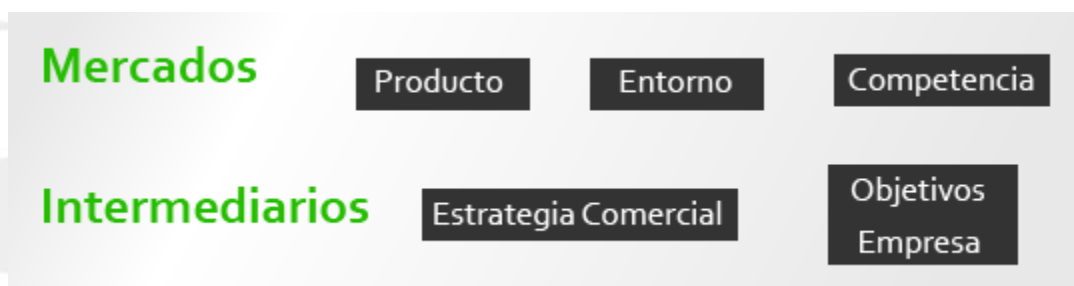 Mercados
Producto
Entorno
Competencia
Intermediarios
Estrategia Comercial
Objetivos
Empresa